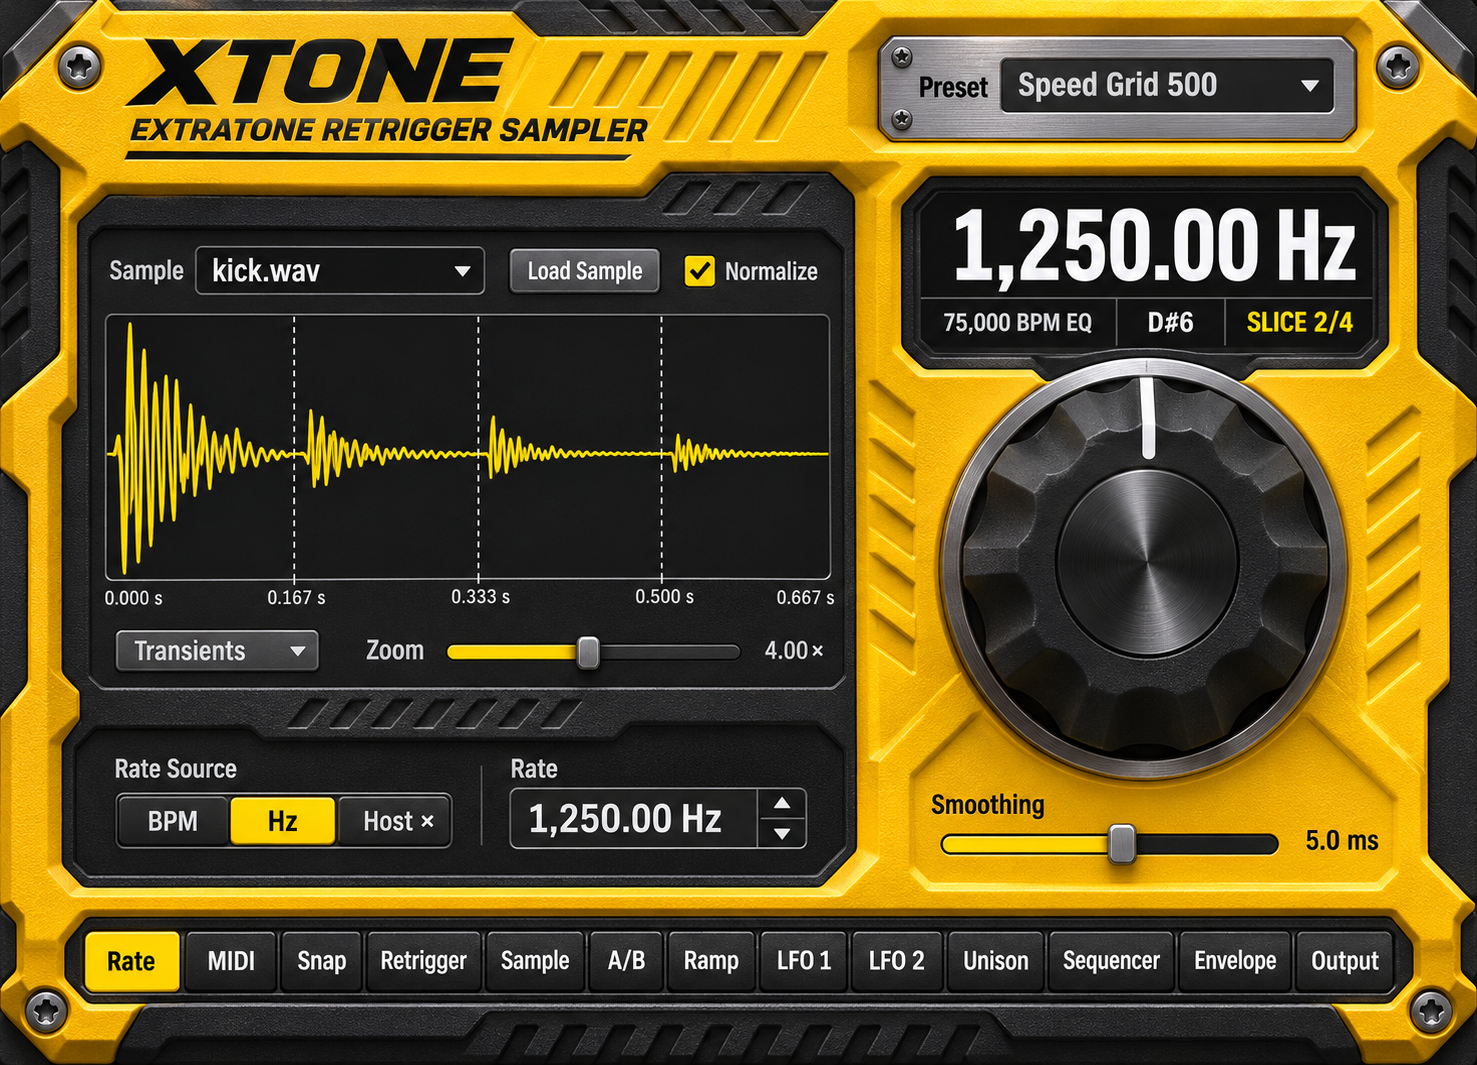 XTONE
EXTRATONE RETRIGGER SAMPLER
Preset Speed Grid 500
Sample kick.wav Load Sample Normalize
0.000 s 0.167 s 0.333 s 0.500 s 0.667 s
Transients Zoom 4.00×
1,250.00 Hz
75,000 BPM EQ D#6 SLICE 2/4
Rate Source Rate
BPM Hz Host × 1,250.00 Hz
Smoothing
5.0 ms
Rate MIDI Snap Retrigger Sample A/B Ramp LFO 1 LFO 2 Unison Sequencer Envelope Output